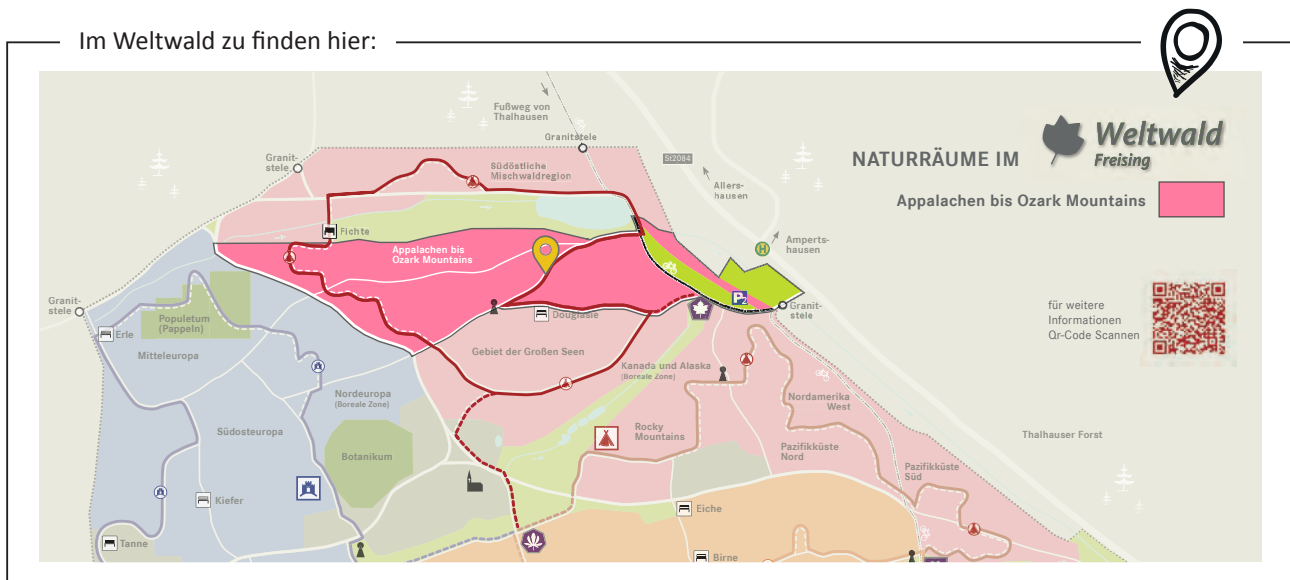 Im Weltwald zu finden hier:
Fußweg von
Thalhausen
Granitstele
Granit-
stele
Südöstliche
Mischwaldregion
St2084
Allers-
hausen
NATURRÄUME IM
Weltwald
Freising
Appalachen bis Ozark Mountains
Fichte
Appalachen bis
Ozark Mountains
H
Amperts-
hausen
Granit-
stele
P2
Granit-
stele
für weitere
Informationen
Qr-Code Scannen
Populetum
(Pappeln)
Erle
Mitteleuropa
Douglasie
Gebiet der Großen Seen
Kanada und Alaska
(Boreale Zone)
Nordeuropa
(Boreale Zone)
Nordamerika
West
Südosteuropa
Rocky
Mountains
Thalhauser Forst
Botanikum
Pazifikküste
Nord
Pazifikküste
Süd
Kiefer
Eiche
Tanne
Birne